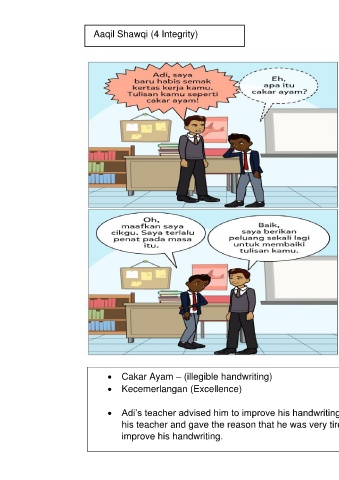 Aaqil Shawqi (4 Integrity)
Adi, saya
baru habis semak
kertas kerja kamu.
Tulisan kamu seperti
cakar ayam!
Eh,
apa itu
cakar ayam?
Oh,
maafkan saya
cikgu. Saya terlalu
penat pada masa
itu.
Baik,
saya berikan
peluang sekali lagi
untuk membaiki
tulisan kamu.
• Cakar Ayam – (illegible handwriting)
• Kecemerlangan (Excellence)
• Adi's teacher advised him to improve his handwriting
his teacher and gave the reason that he was very
improve his handwriting.